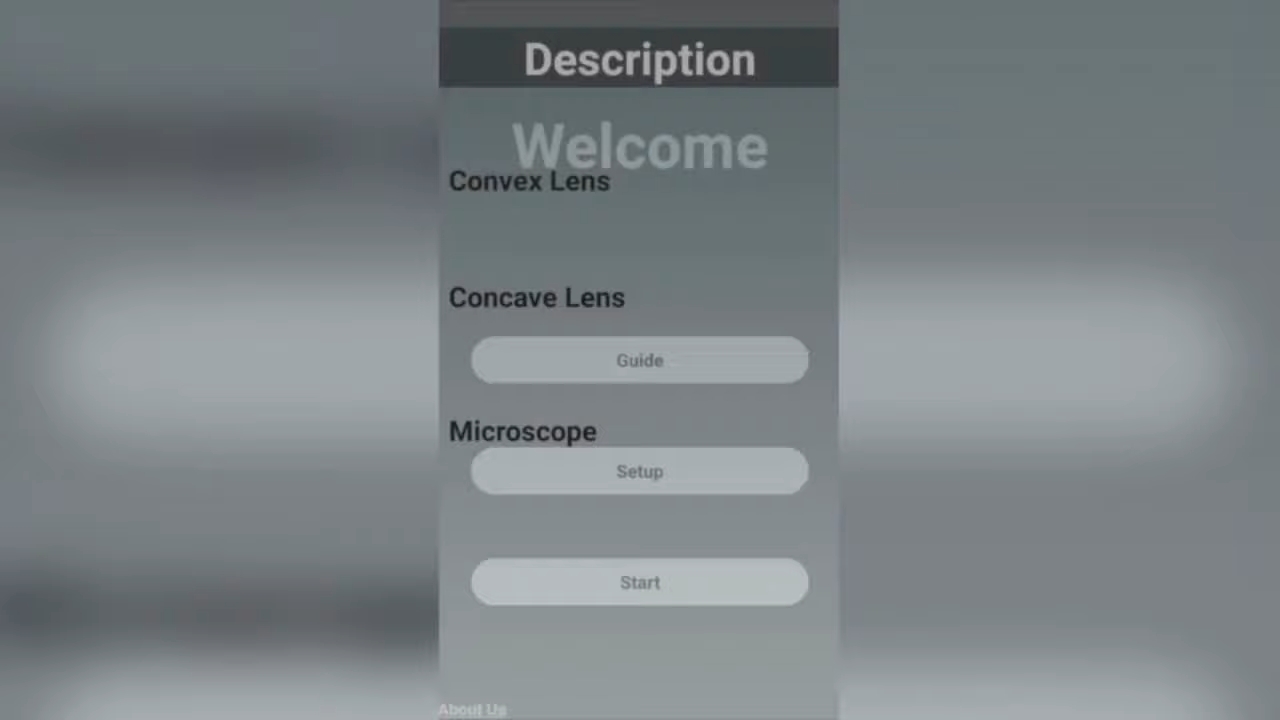 Description
Welcome
Convex Lens
Concave Lens
Guide
Microscope
Setup
Start
About Us